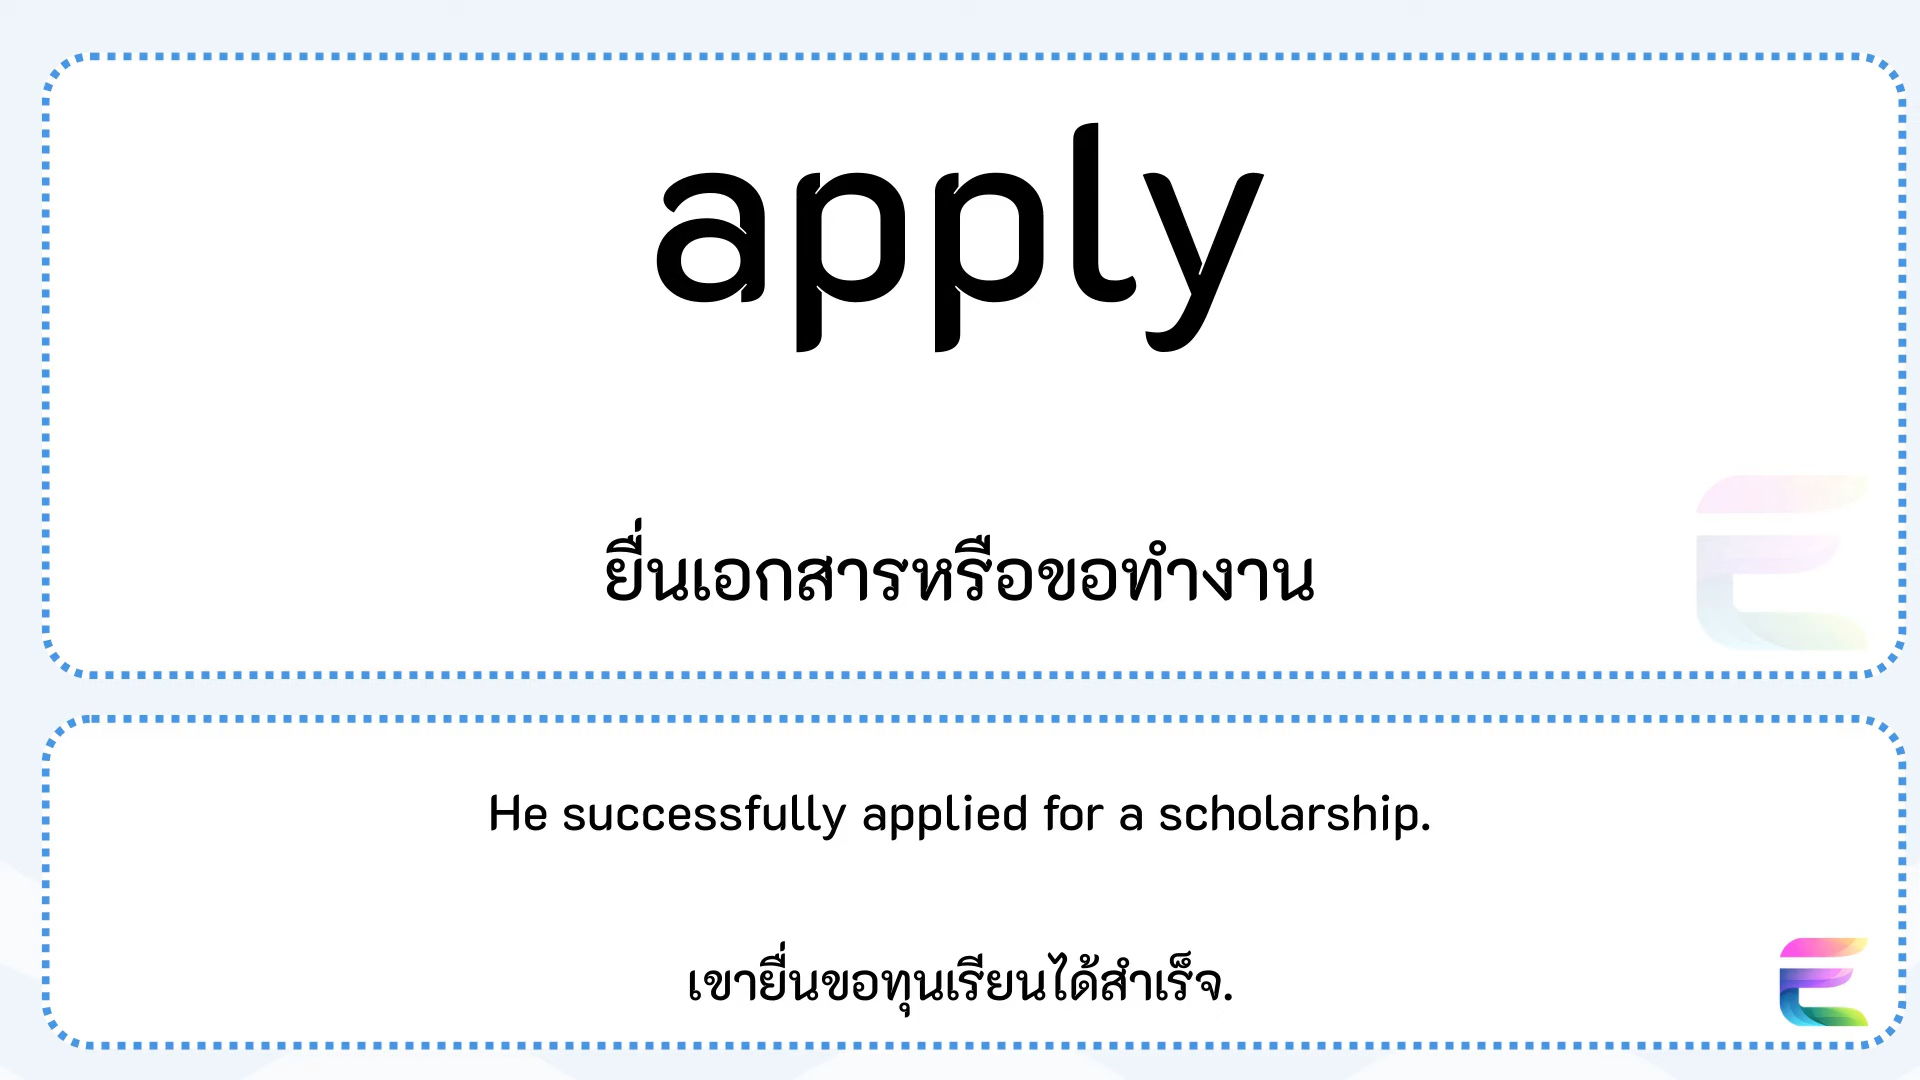 apply
ยื่นเอกสารหรือขอทำงาน
He successfully applied for a scholarship.
เขายื่นขอทุนเรียนได้สำเร็จ.